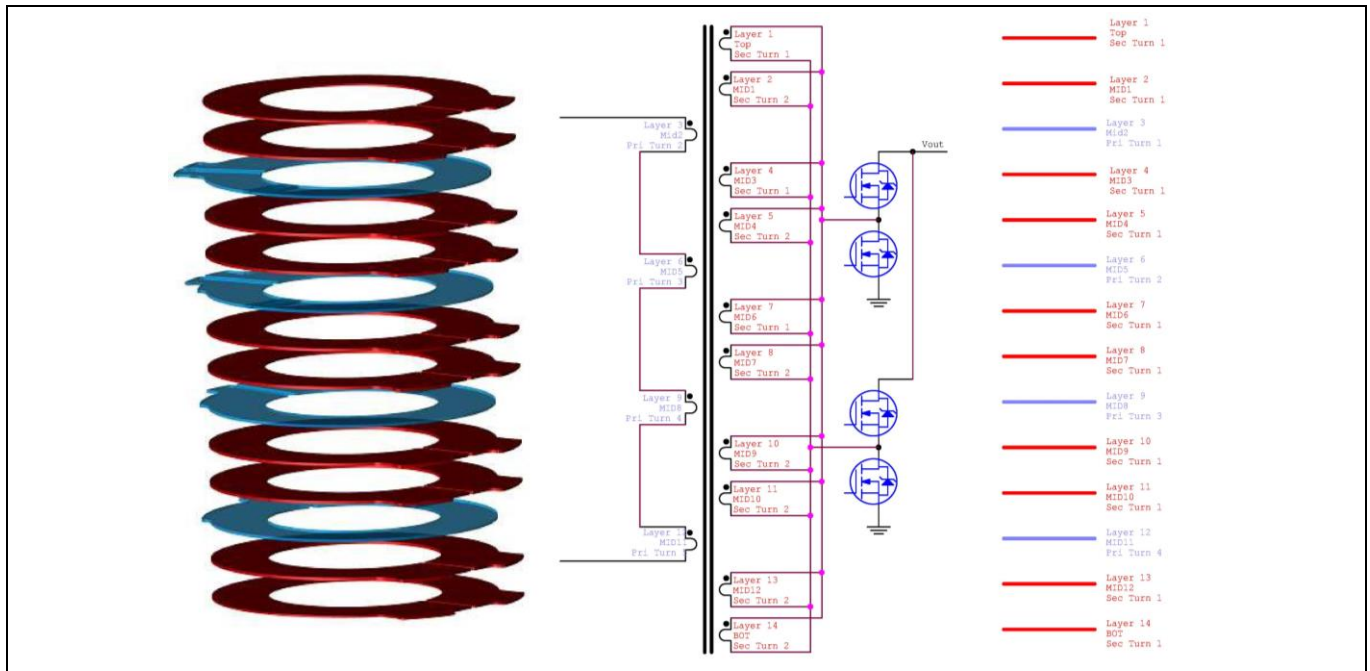 Layer 1
Top
Sec Turn 1
Layer 2
MID1
Sec Turn 2
Layer 3
Mid2
Pri Turn 2
Layer 4
MID3
Sec Turn 1
Layer 5
MID4
Sec Turn 2
Layer 6
MID5
Pri Turn 3
Layer 7
MID6
Sec Turn 1
Layer 8
MID7
Sec Turn 2
Layer 9
MID8
Pri Turn 4
Layer 10
MID9
Sec Turn 2
Layer 11
MID10
Sec Turn 2
Layer
MID11
Pri Turn
Layer 13
MID12
Sec Turn 2
Layer 14
BOT
Sec Turn 2
Vout
Layer 1
Top
Sec Turn 1
Layer 2
MID1
Sec Turn 1
Layer 3
Mid2
Pri Turn 1
Layer 4
MID3
Sec Turn 1
Layer 5
MID4
Sec Turn 1
Layer 6
MID5
Pri Turn 2
Layer 7
MID6
Sec Turn 1
Layer 8
MID7
Sec Turn 1
Layer 9
MID8
Pri Turn 3
Layer 10
MID9
Sec Turn 1
Layer 11
MID10
Sec Turn 1
Layer 12
MID11
Pri Turn 4
Layer 13
MID12
Sec Turn 1
Layer 14
BOT
Sec Turn 1